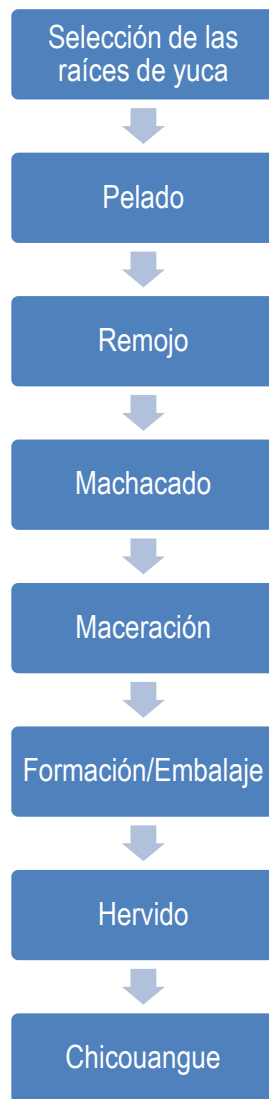 Selección de las
raíces de yuca
Pelado
Remojo
Machacado
Maceración
Formación/Embalaje
Hervido
Chicouangue